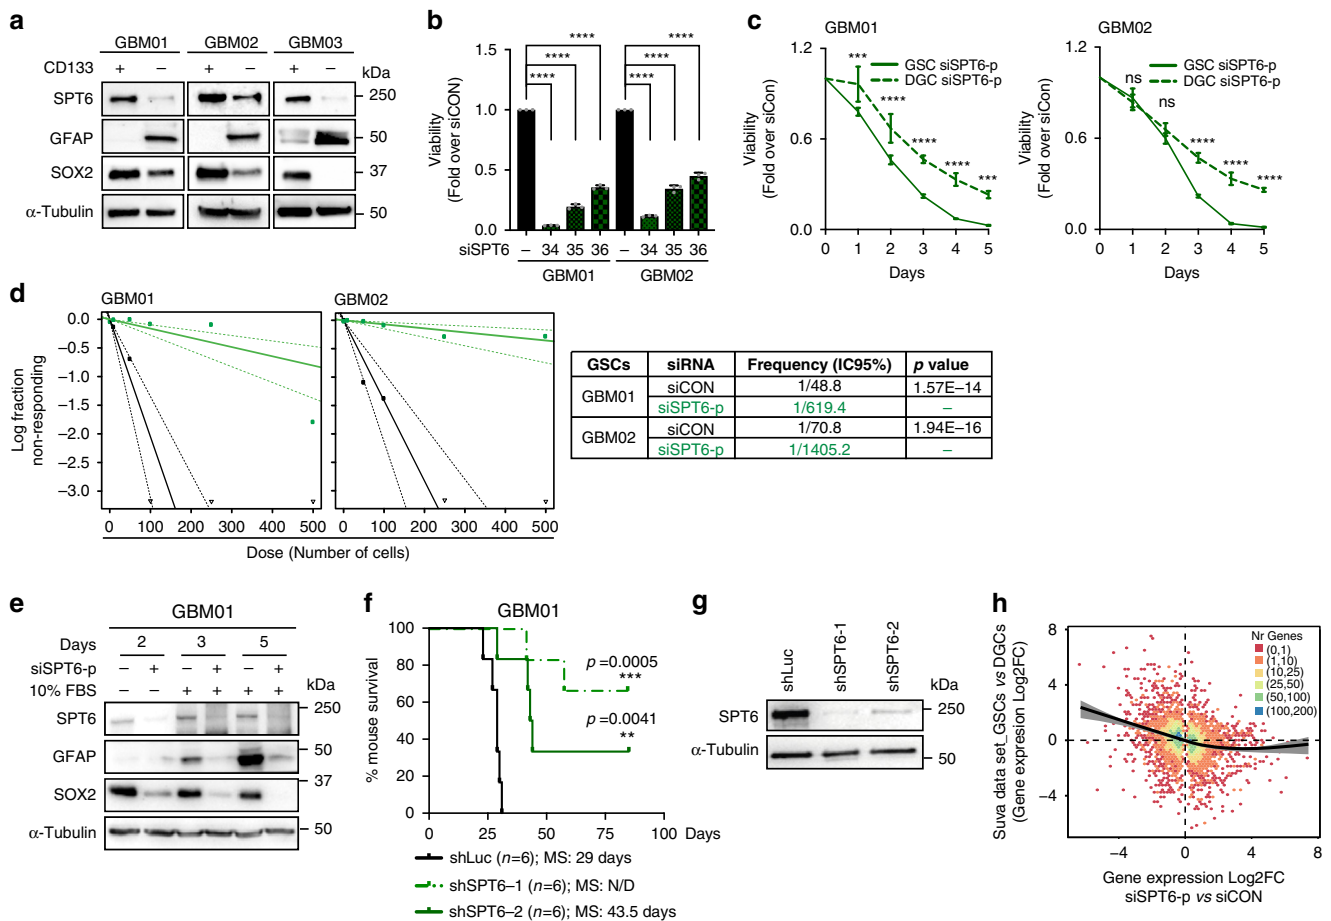 a
GBM01 GBM02 GBM03
CD133 + – + – + – kDa
SPT6 250
GFAP 50
SOX2 37
α-Tubulin 50
b
Viability
(Fold over siCON)
1.5
1.0
0.5
0.0
**** **** ****
**** **** ****
siSPT6 – 34 35 36 – 34 35 36
GBM01 GBM02
c
GBM01
Viability
(Fold over siCon)
1.2
0.6
0.0
*** **** **** **** ***
GSC siSPT6-p
DGC siSPT6-p
0 1 2 3 4 5
Days
GBM02
Viability
(Fold over siCon)
1.2
0.6
0.0
ns ns **** **** ****
GSC siSPT6-p
DGC siSPT6-p
0 1 2 3 4 5
Days
d
GBM01 GBM02
Log fraction
non-responding
0.0
–0.5
–1.0
–1.5
–2.0
–2.5
–3.0
0 100 200 300 400 500 0 100 200 300 400 500
Dose (Number of cells)
GSCs siRNA Frequency (IC95%) p value
GBM01 siCON 1/48.8 1.57E–14
siSPT6-p 1/619.4 –
GBM02 siCON 1/70.8 1.94E–16
siSPT6-p 1/1405.2 –
e
GBM01
Days 2 3 5
siSPT6-p – + – + – +
10% FBS – – + + + + kDa
SPT6 250
GFAP 50
SOX2 37
α-Tubulin 50
f
GBM01
% mouse survival
100
80
60
40
20
0
p =0.0005
***
p =0.0041
**
0 25 50 75 100 Days
shLuc (n=6); MS: 29 days
shSPT6–1 (n=6); MS: N/D
shSPT6–2 (n=6); MS: 43.5 days
g
shLuc shSPT6-1 shSPT6-2
kDa
SPT6 250
α-Tubulin 50
h
Suva data set_GSCs vs DGCs
(Gene expresion Log2FC)
8
4
0
–4
Nr Genes
(0,1)
(1,10)
(10,25)
(25,50)
(50,100)
(100,200)
–4 0 4 8
Gene expression Log2FC
siSPT6-p vs siCON